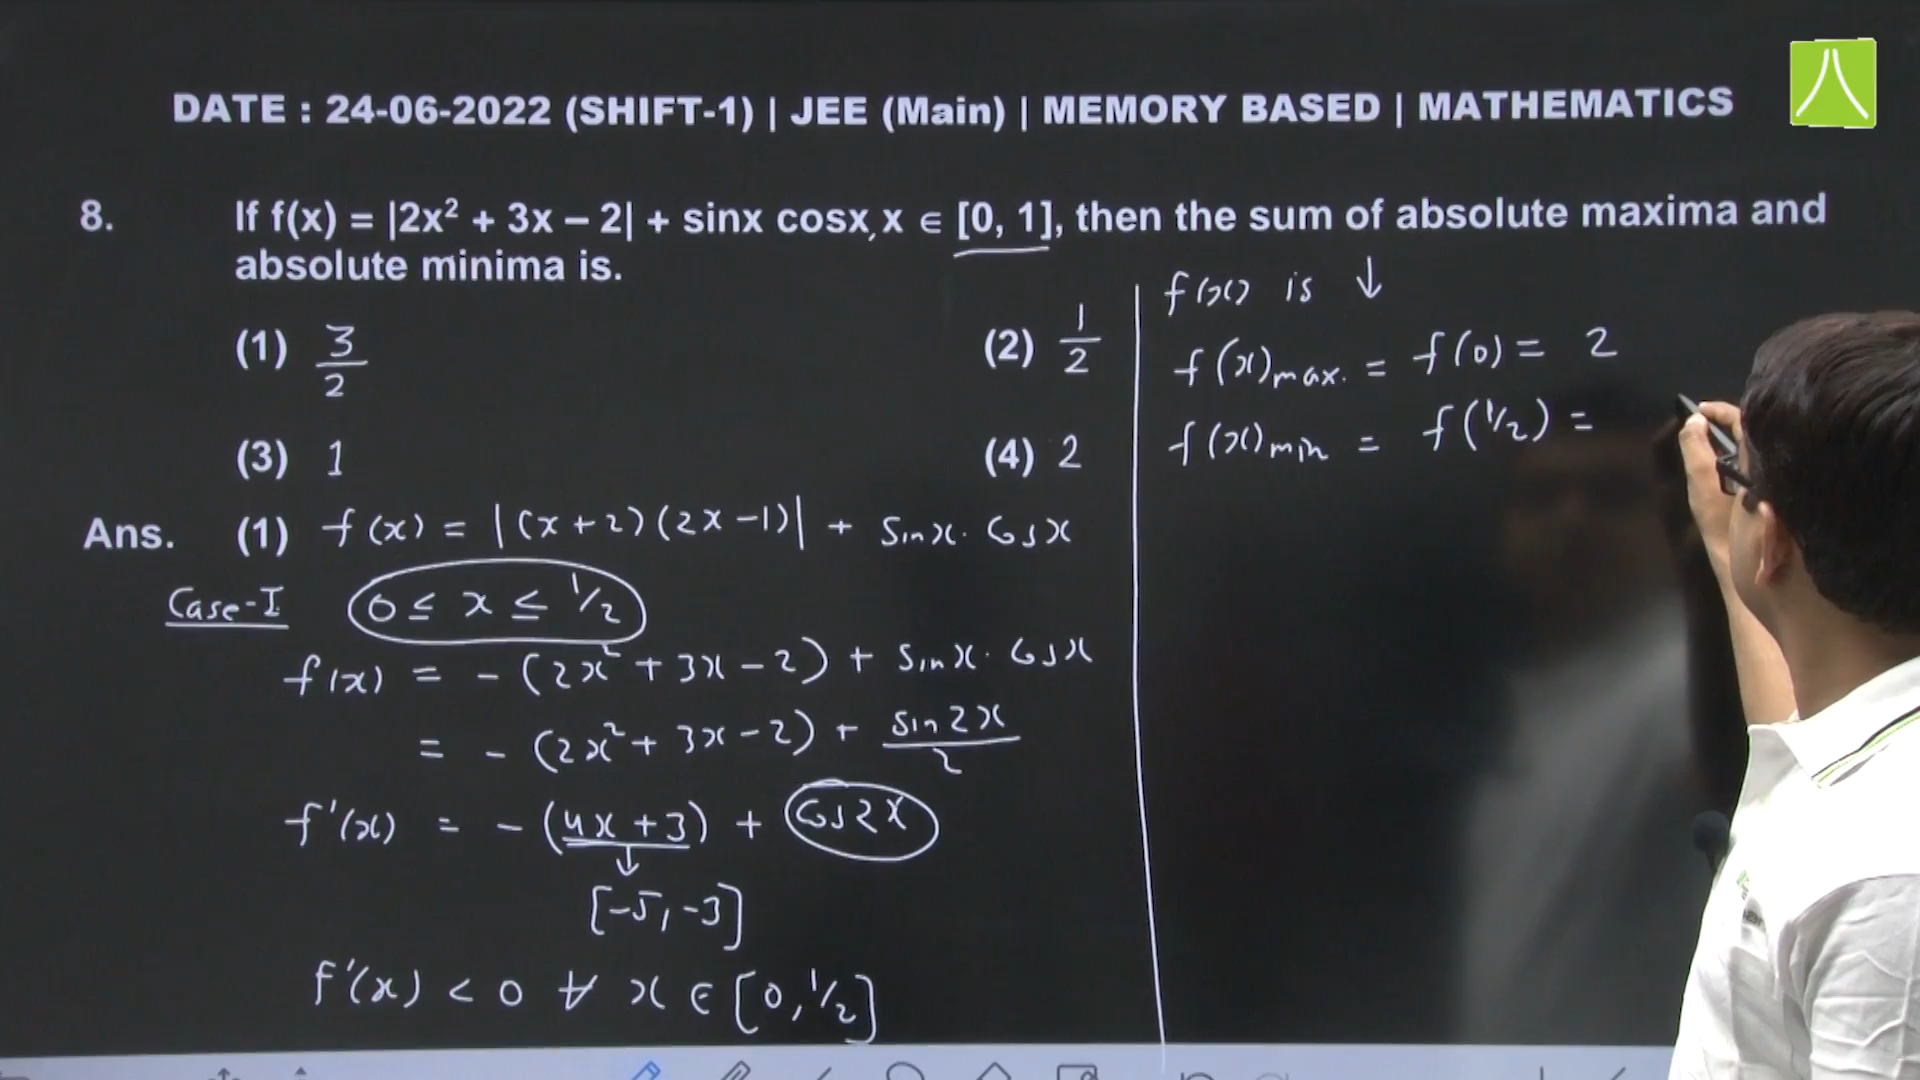 DATE : 24-06-2022 (SHIFT-1) | JEE (Main) | MEMORY BASED | MATHEMATICS
8. If f(x) = |2x² + 3x – 2| + sinx cosx, x ∈ [0, 1], then the sum of absolute maxima and
absolute minima is.
(1) 3/2
(2) 1/2
(3) 1
(4) 2
Ans. (1) f(x) = |(x+2)(2x-1)| + Sinx. Cosx
Case-I 0 ≤ x ≤ 1/2
f(x) = - (2x² + 3x - 2) + Sinx. Cosx
= - (2x² + 3x - 2) + Sin2x/2
f'(x) = - (4x + 3) + Cos2x
↓
[-5, -3]
f'(x) < 0 ∀ x ∈ [0, 1/2]
f(x) is ↓
f(x)max. = f(0) = 2
f(x)min = f(1/2) =